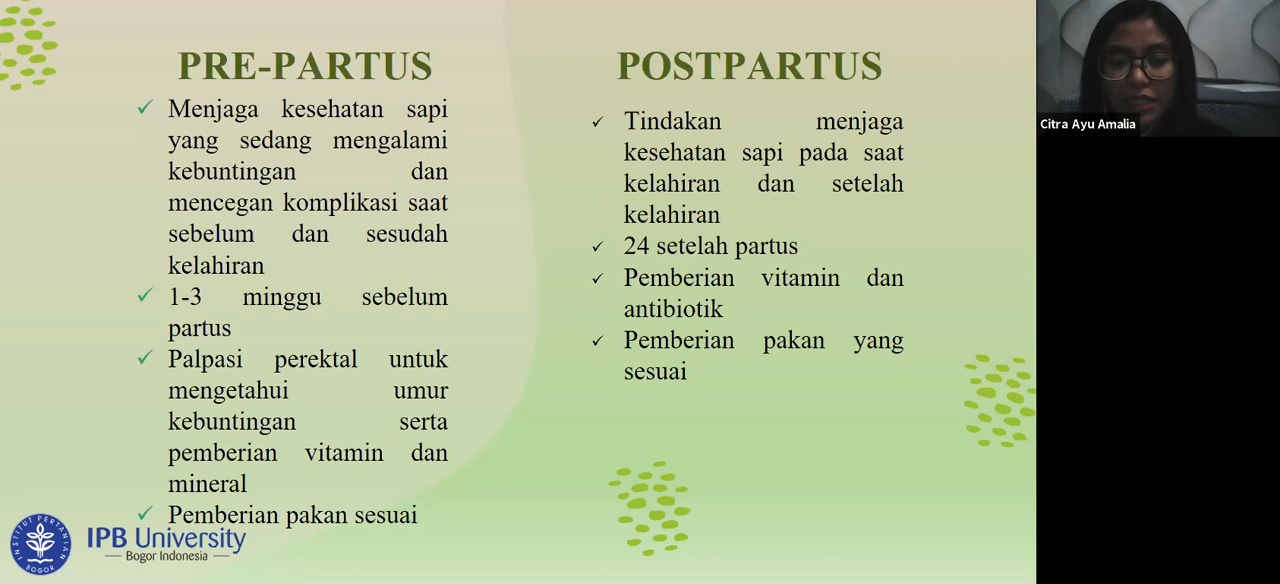 PRE-PARTUS
Menjaga kesehatan sapi
yang sedang mengalami
kebuntingan dan
mencegan komplikasi saat
sebelum dan sesudah
kelahiran
1-3 minggu sebelum
partus
Palpasi perektal untuk
mengetahui umur
kebuntingan serta
pemberian vitamin dan
mineral
Pemberian pakan sesuai
POSTPARTUS
Tindakan menjaga
kesehatan sapi pada saat
kelahiran dan setelah
kelahiran
24 setelah partus
Pemberian vitamin dan
antibiotik
Pemberian pakan yang
sesuai
Citra Ayu Amalia
INSTITUT PERTANIAN
BOGOR
IPB University
Bogor Indonesia